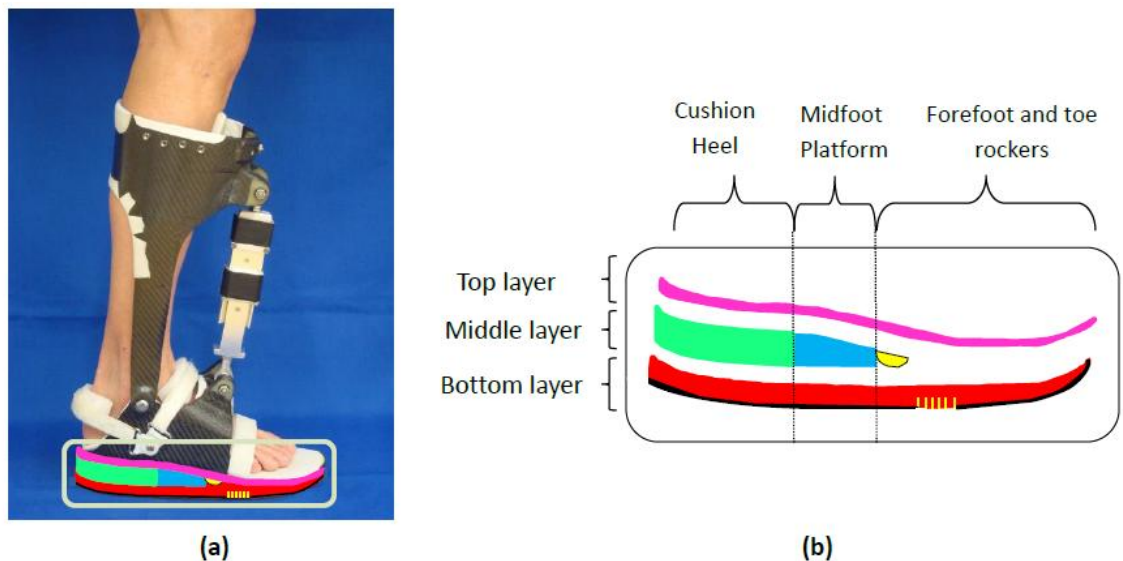 Cushion
Heel
Midfoot
Platform
Forefoot and toe
rockers
Top layer
Middle layer
Bottom layer
(a)
(b)